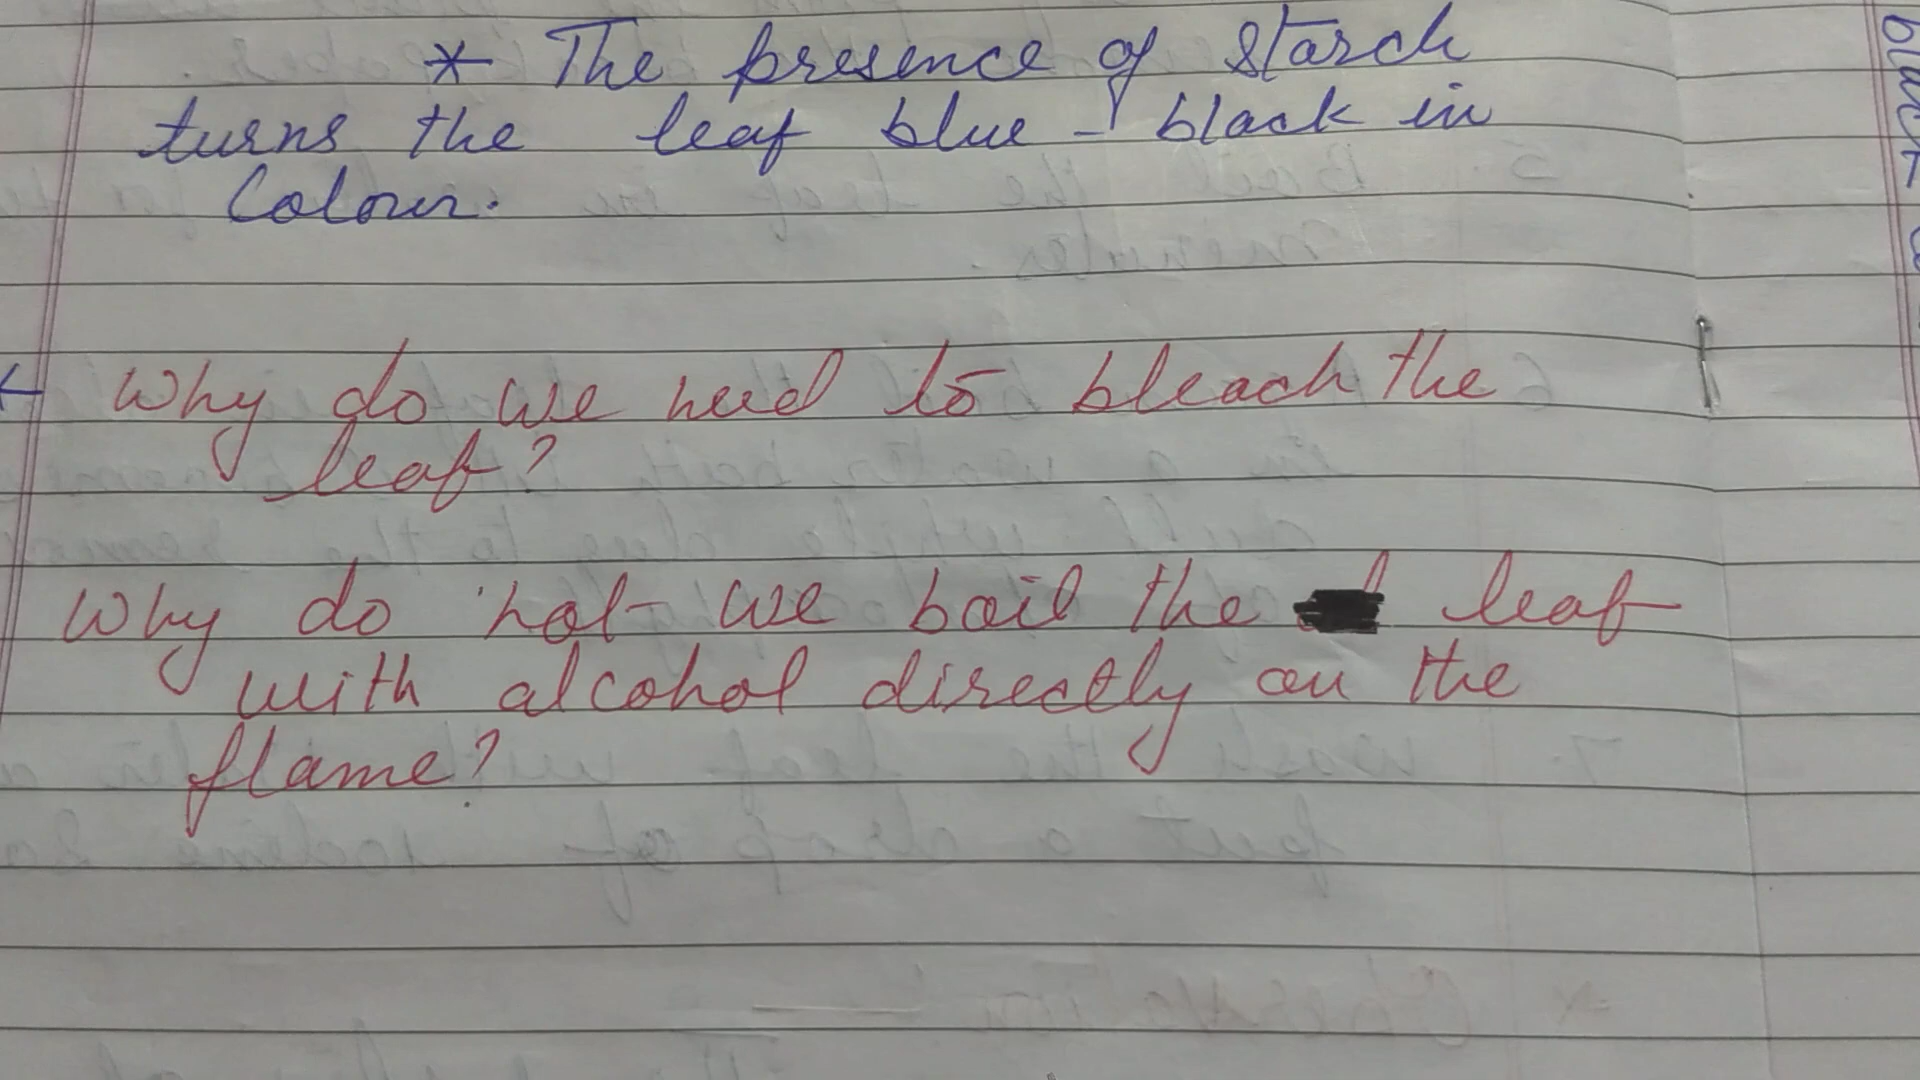 * The presence of starch
turns the leaf blue - black in
Colour.
Why do we need to bleach the
leaf?
Why do not we boil the leaf
with alcohol directly on the
flame?